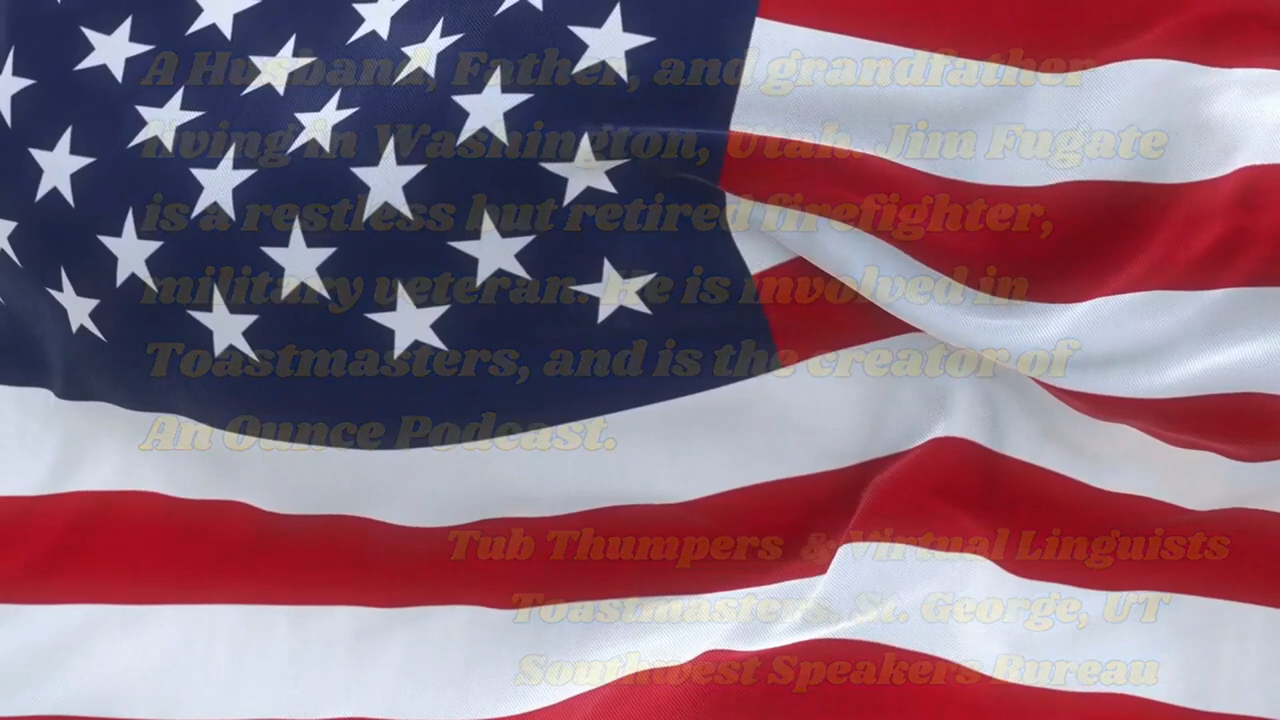 A Husband, Father, and grandfather
living in Washington, Utah. Jim Fugate
is a restless but retired firefighter,
military veteran. He is involved in
Toastmasters, and is the creator of
An Ounce Podcast.
Tub Thumpers & Virtual Linguists
Toastmasters, St. George, UT
Southwest Speakers Bureau